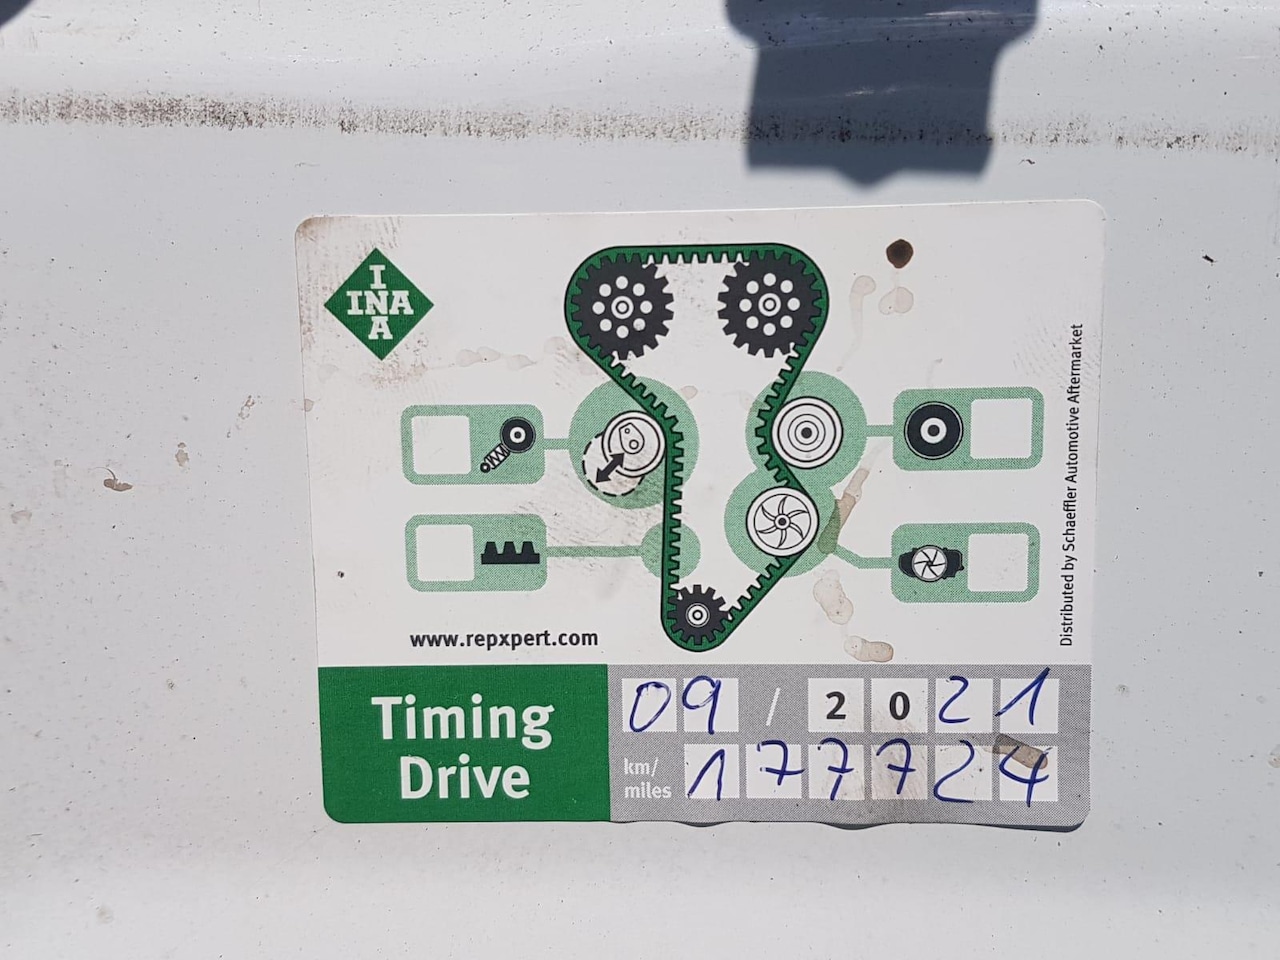 I
INA
A
Distributed by Schaeffler Automotive Aftermarket
www.repxpert.com
Timing
Drive
09 / 2021
km/
miles
177724